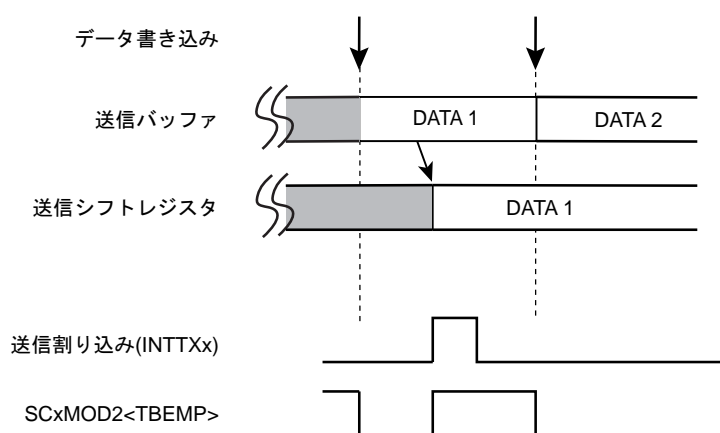 データ書き込み
送信バッファ
DATA 1
DATA 2
送信シフトレジスタ
DATA 1
送信割り込み(INTTXx)
SCxMOD2<TBEMP>